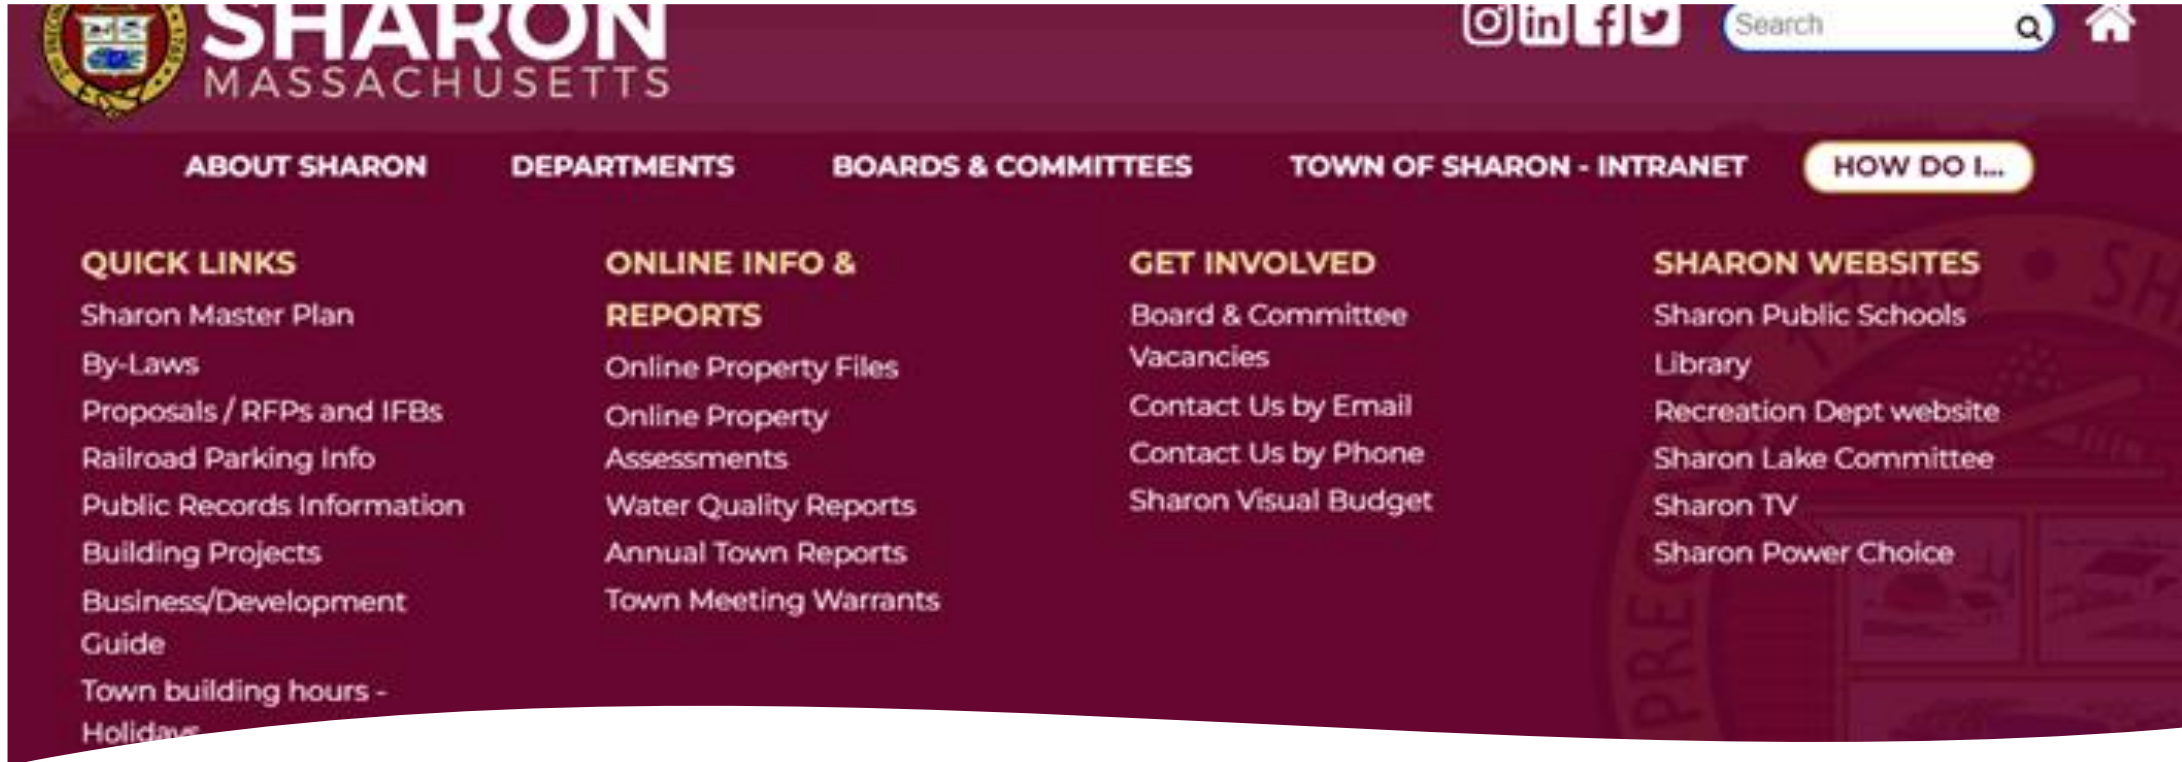 SHARON
MASSACHUSETTS
Search
ABOUT SHARON
DEPARTMENTS
BOARDS & COMMITTEES
TOWN OF SHARON - INTRANET
HOW DO I...
QUICK LINKS
Sharon Master Plan
By-Laws
Proposals / RFPs and IFBs
Railroad Parking Info
Public Records Information
Building Projects
Business/Development
Guide
Town building hours -
Holidays
ONLINE INFO &
REPORTS
Online Property Files
Online Property
Assessments
Water Quality Reports
Annual Town Reports
Town Meeting Warrants
GET INVOLVED
Board & Committee
Vacancies
Contact Us by Email
Contact Us by Phone
Sharon Visual Budget
SHARON WEBSITES
Sharon Public Schools
Library
Recreation Dept website
Sharon Lake Committee
Sharon TV
Sharon Power Choice